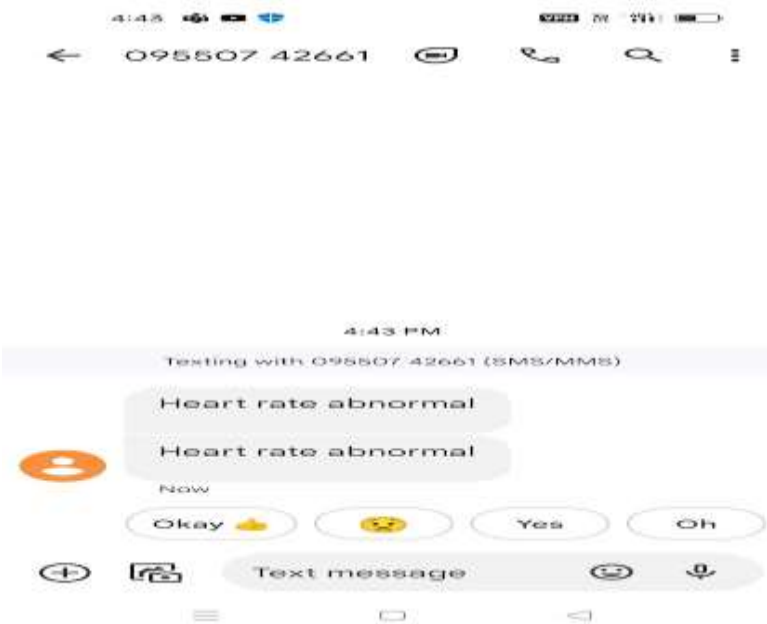 4:43
VPN
095507 42661
4:43 PM
Texting with 095507 42661 (SMS/MMS)
Heart rate abnormal
Heart rate abnormal
Now
Okay 👍 😟 Yes Oh
Text message